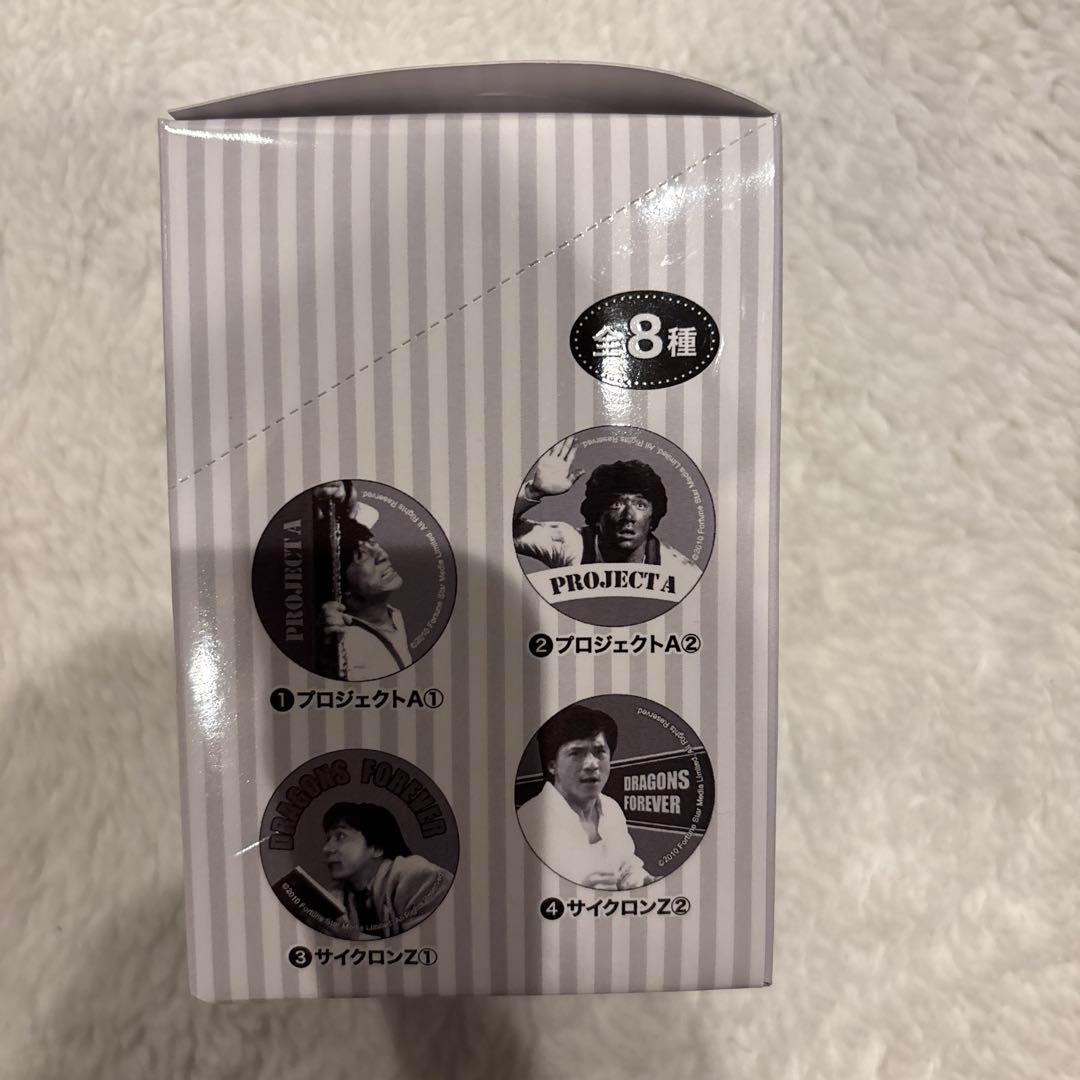 全8種
PROJECT A
©2010 Fortune Star Media Limited. All Rights Reserved.
❶プロジェクトA①
PROJECT A
©2010 Fortune Star Media Limited. All Rights Reserved.
❷プロジェクトA②
DRAGONS FOREVER
©2010 Fortune Star Media Limited. All Rights Reserved.
❸サイクロンZ①
DRAGONS
FOREVER
©2010 Fortune Star Media Limited. All Rights Reserved.
❹サイクロンZ②